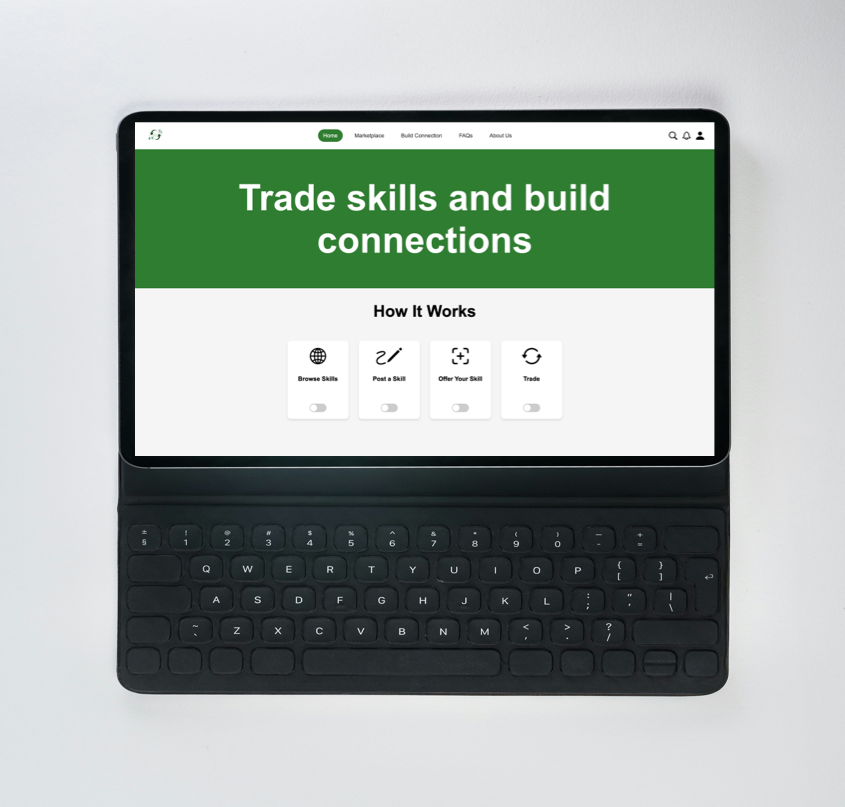 Home Marketplace Build Connection FAQs About Us
Trade skills and build
connections
How It Works
Browse Skills Post a Skill Offer Your Skill Trade
± ! @ # $ % ^ & * ( ) — +
§ 1 2 3 4 5 6 7 8 9 0 - =
Q W E R T Y U I O P { }
[ ]
A S D F G H J K L : " |
; ' \
~ Z X C V B N M < > ?
` , . /